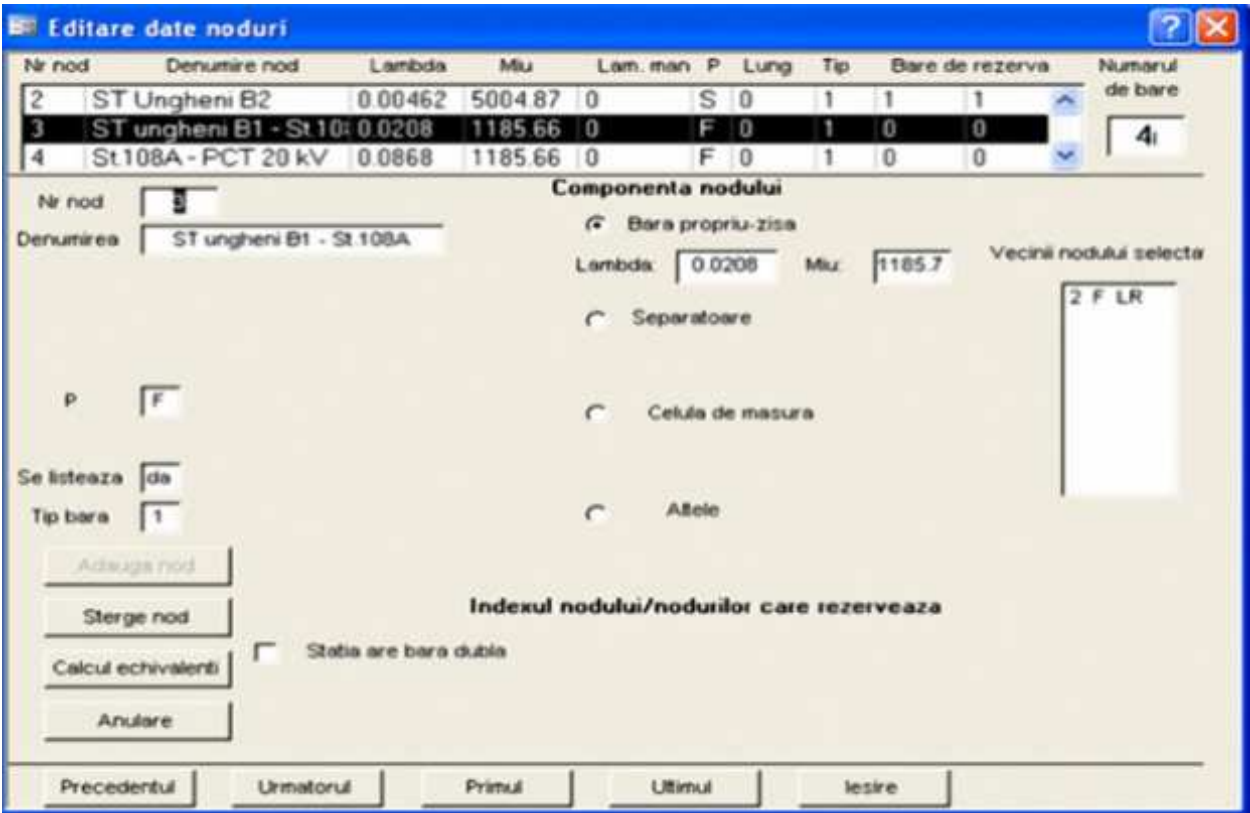 Editare date noduri
Nr nod Denumire nod Lambda Miu Lam. man P Lung Tip Bare de rezerva Numarul de bare
2 ST Ungheni B2 0.00462 5004.87 0 S 0 1 1 1
3 ST ungheni B1 - St.10 0.0208 1185.66 0 F 0 1 0 0 4
4 St.108A - PCT 20 kV 0.0868 1185.66 0 F 0 1 0 0
Componenta nodului
Nr nod 3
Bara propriu-zisa
Denumirea ST ungheni B1 - St.108A
Lambda: 0.0208 Miu: 1185.7 Vecinii nodului selecta
2 F LR
Separatoare
P F
Celula de masura
Se listeaza da
Tip bara 1
Altele
Adauga nod
Sterge nod
Indexul nodului/nodurilor care rezerveaza
Statia are bara dubla
Calcul echivalenti
Anulare
Precedentul Urmatorul Primul Ultimul Iesire